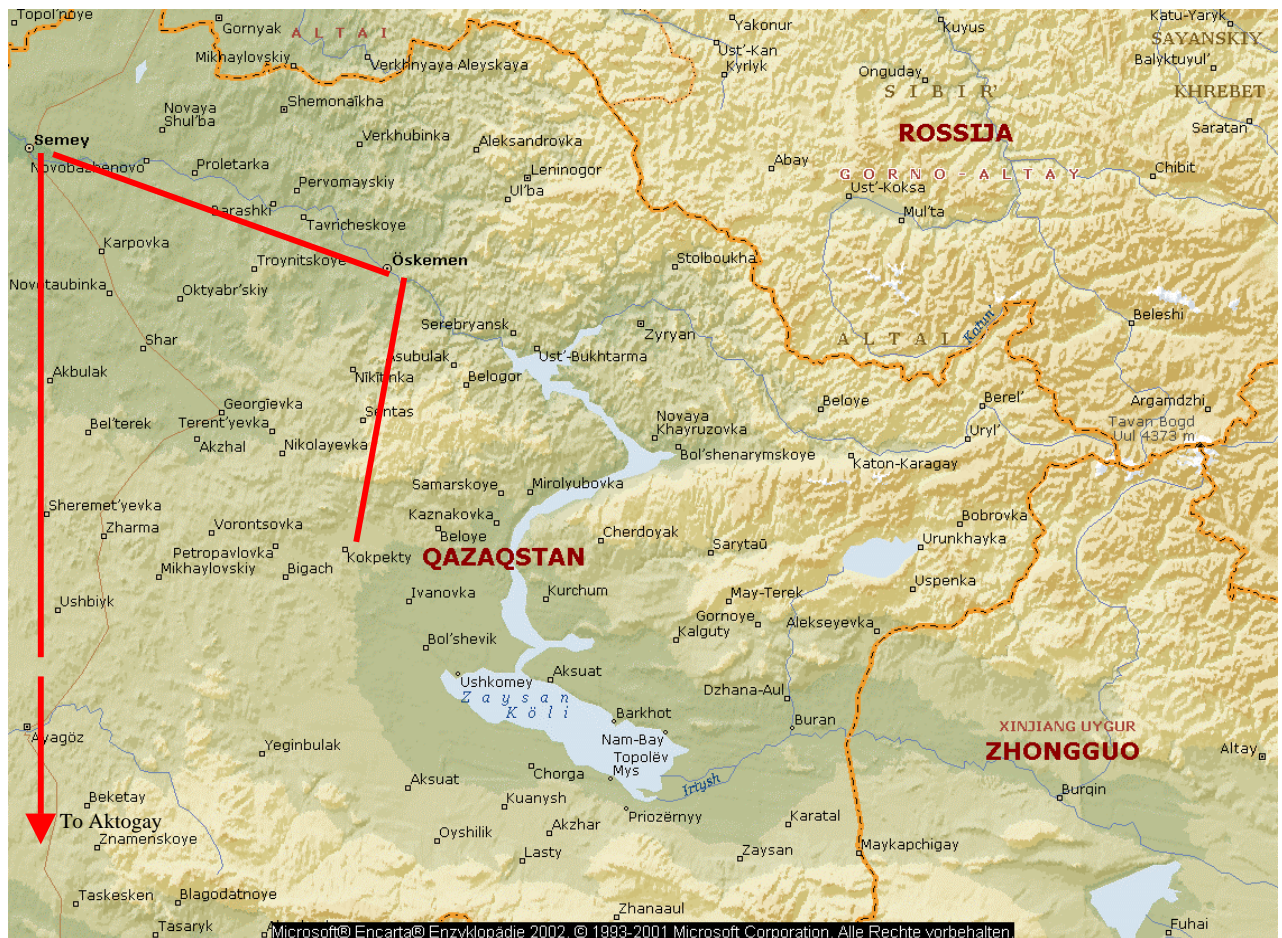 Topol'noye
Gornyak
ALTAI
Mikhaylovskiy
Verkhnyaya Aleyskaya
Yakonur
Ust'-Kan
Kyrlyk
Kuyus
Katu-Yaryk
SAYANSKIY
Balyktuyul'
KHREBET
Onguday
SIBIR'
ROSSIJA
Saratan
Novaya
Shul'ba
Shemonaīkha
Semey
Novobazhenovo
Proletarka
Verkhubinka
Aleksandrovka
Leninogor
Ul'ba
Pervomayskiy
Barashki
Tavricheskoye
Abay
GORNO-ALTAY
Chibit
Ust'-Koksa
Mul'ta
Karpovka
Troynitskoye
Öskemen
Stolboukha
Novotaubinka
Oktyabr'skiy
Serebryansk
Zyryan
ALTAI
Katun'
Beleshi
Shar
Asubulak
Ust'-Bukhtarma
Akbulak
Nikītinka
Belogor
Georgīevka
Sentas
Beloye
Berel'
Argamdzhi
Bel'terek
Terent'yevka
Akzhal
Nikolayevka
Novaya
Khayruzovka
Bol'shenarymskoye
Uryl'
Tavan Bogd
Uul 4373 m
Katon-Karagay
Samarskoye
Mirolyubovka
Sheremet'yevka
Zharma
Vorontsovka
Kaznakovka
Beloye
Cherdoyak
Bobrovka
Petropavlovka
Mikhaylovskiy
Bigach
Kokpekty
QAZAQSTAN
Sarytaū
Urunkhayka
Uspenka
Ushbiyk
Ivanovka
Kurchum
May-Terek
Gornoye
Kalguty
Alekseyevka
Bol'shevik
Ushkomey
Aksuat
Zaysan
Köli
Dzhana-Aul
Barkhot
Buran
XINJIANG UYGUR
ZHONGGUO
Altay
Ayagöz
Yeginbulak
Nam-Bay
Topolëv
Mys
Aksuat
Chorga
Irtysh
Burqin
Beketay
To Aktogay
Znamenskoye
Kuanysh
Priozërnyy
Karatal
Oyshilik
Akzhar
Lasty
Zaysan
Maykapchigay
Taskesken
Blagodatnoye
Tasaryk
Zhanaaul
Fuhai
Microsoft® Encarta® Enzyklopädie 2002. © 1993-2001 Microsoft Corporation. Alle Rechte vorbehalten.